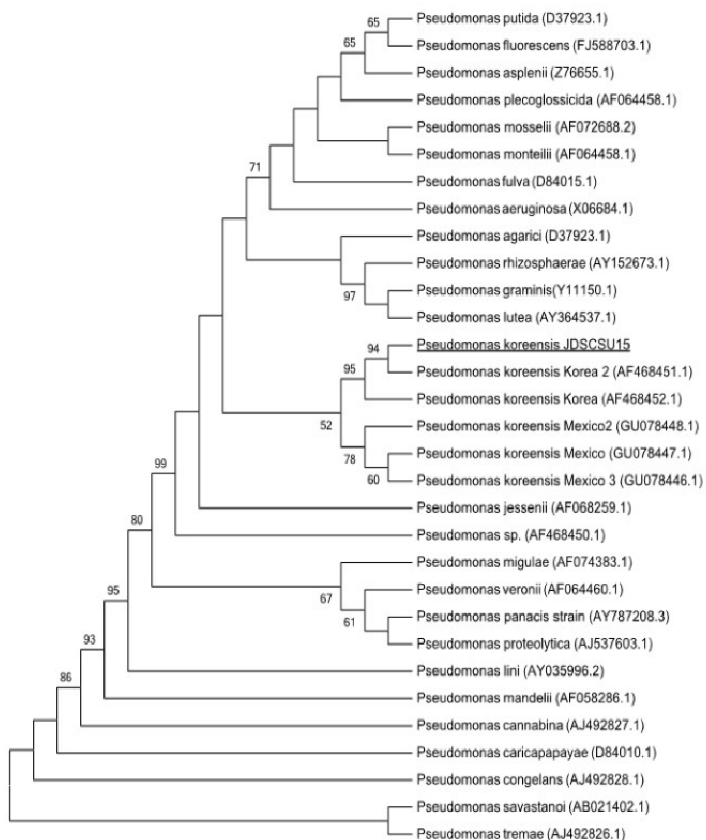 65
Pseudomonas putida (D37923.1)
65
Pseudomonas fluorescens (FJ588703.1)
Pseudomonas asplenii (Z76655.1)
Pseudomonas plecoglossicida (AF064458.1)
Pseudomonas mosselii (AF072688.2)
Pseudomonas monteilii (AF064458.1)
71
Pseudomonas fulva (D84015.1)
Pseudomonas aeruginosa (X06684.1)
Pseudomonas agarici (D37923.1)
Pseudomonas rhizosphaerae (AY152673.1)
97
Pseudomonas graminis(Y11150.1)
Pseudomonas lutea (AY364537.1)
94
Pseudomonas koreensis JDSCSU15
95
Pseudomonas koreensis Korea 2 (AF468451.1)
Pseudomonas koreensis Korea (AF468452.1)
52
Pseudomonas koreensis Mexico2 (GU078448.1)
78
Pseudomonas koreensis Mexico (GU078447.1)
60
Pseudomonas koreensis Mexico 3 (GU078446.1)
99
Pseudomonas jessenii (AF068259.1)
80
Pseudomonas sp. (AF468450.1)
Pseudomonas migulae (AF074383.1)
67
95
Pseudomonas veronii (AF064460.1)
61
Pseudomonas panacis strain (AY787208.3)
93
Pseudomonas proteolytica (AJ537603.1)
86
Pseudomonas lini (AY035996.2)
Pseudomonas mandelii (AF058286.1)
Pseudomonas cannabina (AJ492827.1)
Pseudomonas caricapapayae (D84010.1)
Pseudomonas congelans (AJ492828.1)
Pseudomonas savastanoi (AB021402.1)
Pseudomonas tremae (AJ492826.1)